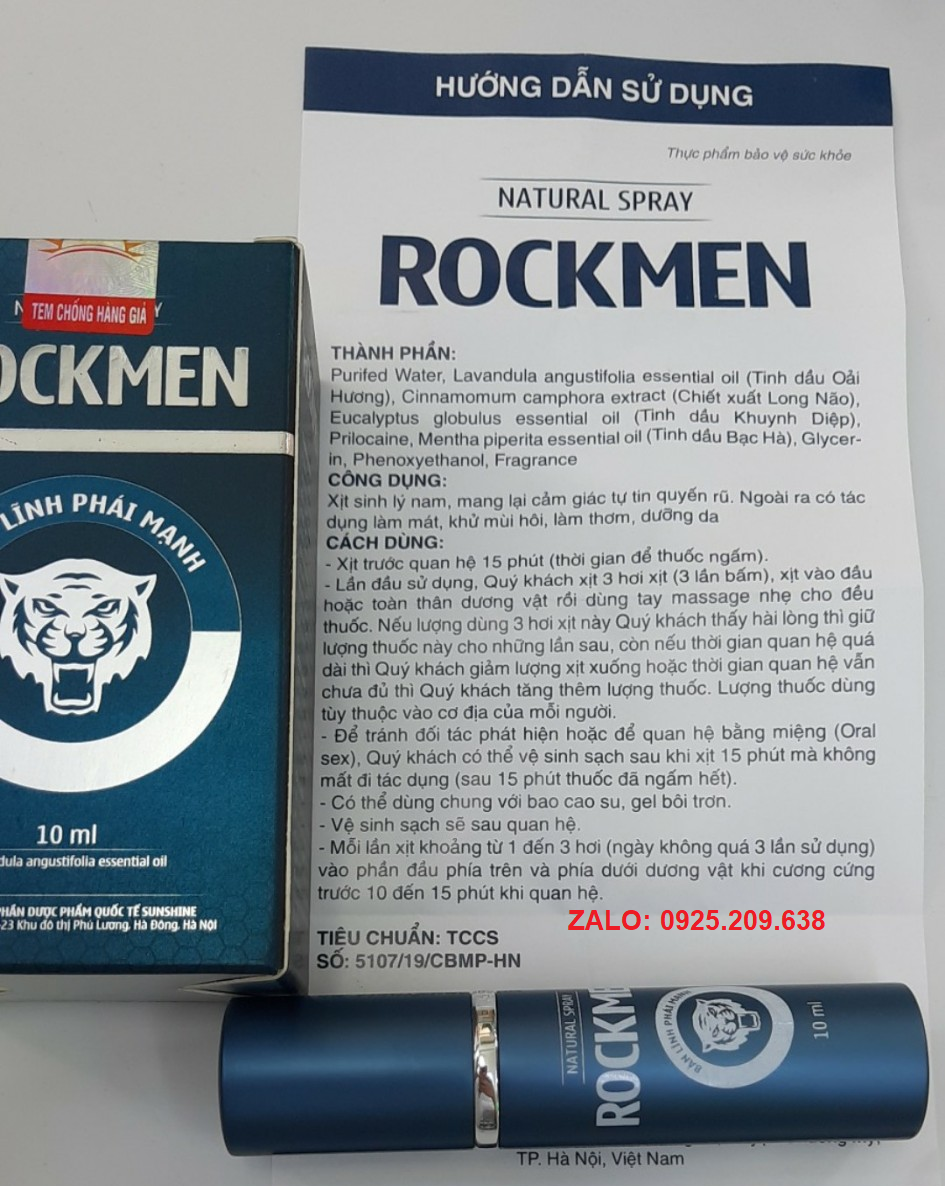 HƯỚNG DẪN SỬ DỤNG
Thực phẩm bảo vệ sức khỏe
NATURAL SPRAY
ROCKMEN
THÀNH PHẦN:
Purifed Water, Lavandula angustifolia essential oil (Tinh dầu Oải
Hương), Cinnamomum camphora extract (Chiết xuất Long Não),
Eucalyptus globulus essential oil (Tinh dầu Khuynh Diệp),
Prilocaine, Mentha piperita essential oil (Tinh dầu Bạc Hà), Glycer-
in, Phenoxyethanol, Fragrance
CÔNG DỤNG:
Xịt sinh lý nam, mang lại cảm giác tự tin quyến rũ. Ngoài ra có tác
dụng làm mát, khử mùi hôi, làm thơm, dưỡng da
CÁCH DÙNG:
- Xịt trước quan hệ 15 phút (thời gian để thuốc ngấm).
- Lần đầu sử dụng, Quý khách xịt 3 hơi xịt (3 lần bấm), xịt vào đầu
hoặc toàn thân dương vật rồi dùng tay massage nhẹ cho đều
thuốc. Nếu lượng dùng 3 hơi xịt này Quý khách thấy hài lòng thì giữ
lượng thuốc này cho những lần sau, còn nếu thời gian quan hệ quá
dài thì Quý khách giảm lượng xịt xuống hoặc thời gian quan hệ vẫn
chưa đủ thì Quý khách tăng thêm lượng thuốc. Lượng thuốc dùng
tùy thuộc vào cơ địa của mỗi người.
- Để tránh đối tác phát hiện hoặc để quan hệ bằng miệng (Oral
sex), Quý khách có thể vệ sinh sạch sau khi xịt 15 phút mà không
mất đi tác dụng (sau 15 phút thuốc đã ngấm hết).
- Có thể dùng chung với bao cao su, gel bôi trơn.
- Vệ sinh sạch sẽ sau quan hệ.
- Mỗi lần xịt khoảng từ 1 đến 3 hơi (ngày không quá 3 lần sử dụng)
vào phần đầu phía trên và phía dưới dương vật khi cương cứng
trước 10 đến 15 phút khi quan hệ.
ZALO: 0925.209.638
TIÊU CHUẨN: TCCS
SỐ: 5107/19/CBMP-HN
TP. Hà Nội, Việt Nam
TEM CHỐNG HÀNG GIẢ
OCKMEN
LĨNH PHÁI MẠNH
10 ml
dula angustifolia essential oil
PHẦN DƯỢC PHẨM QUỐC TẾ SUNSHINE
-23 Khu đô thị Phú Lương, Hà Đông, Hà Nội
NATURAL SPRAY
ROCKME
BẢN LĨNH PHÁI MẠNH
10 ml